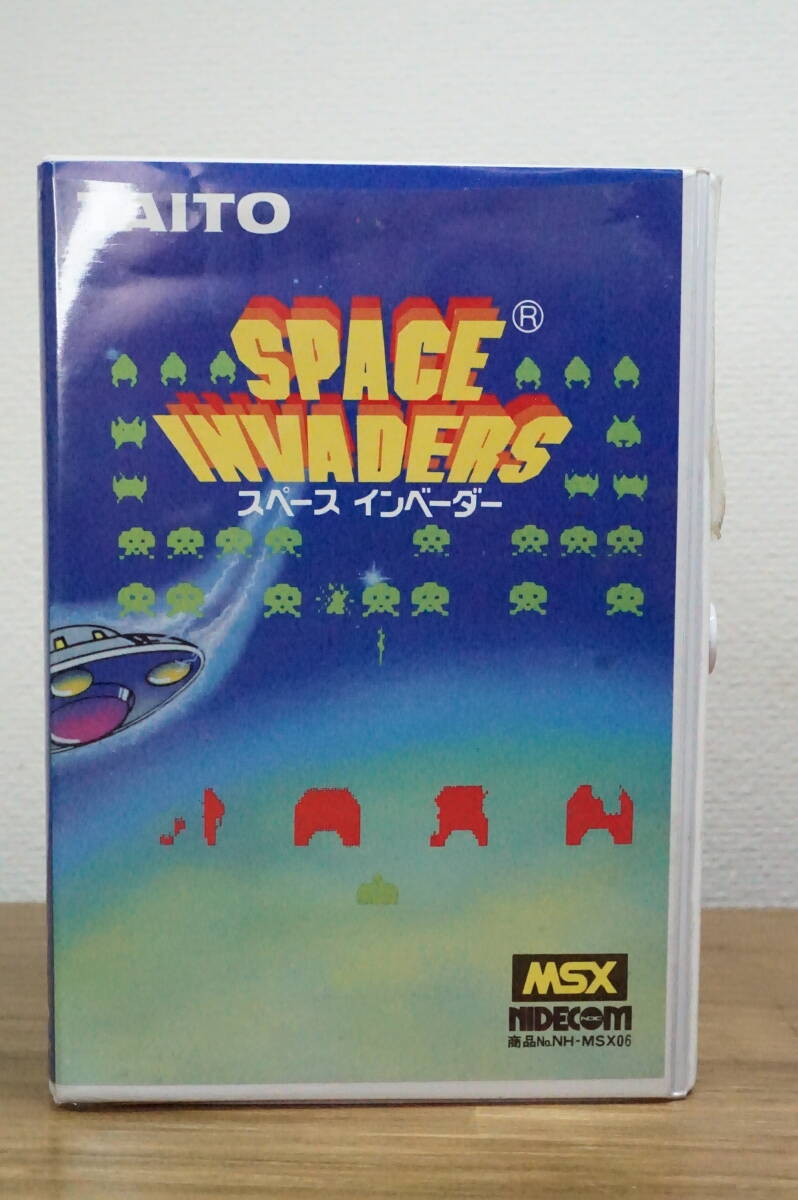 TAITO
SPACE ®
INVADERS
スペース インベーダー
MSX
NIDECOM
商品No.NH-MSX06